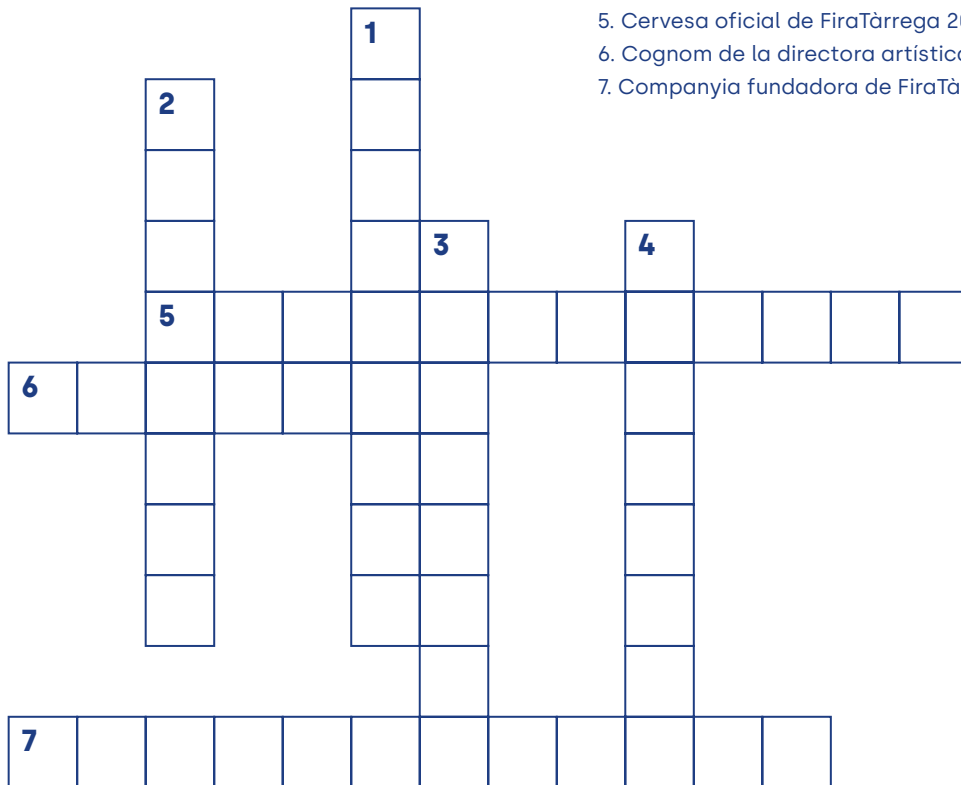 5. Cervesa oficial de FiraTàrrega
6. Cognom de la directora
7. Companyia fundadora de
1
2
3
4
5
6
7